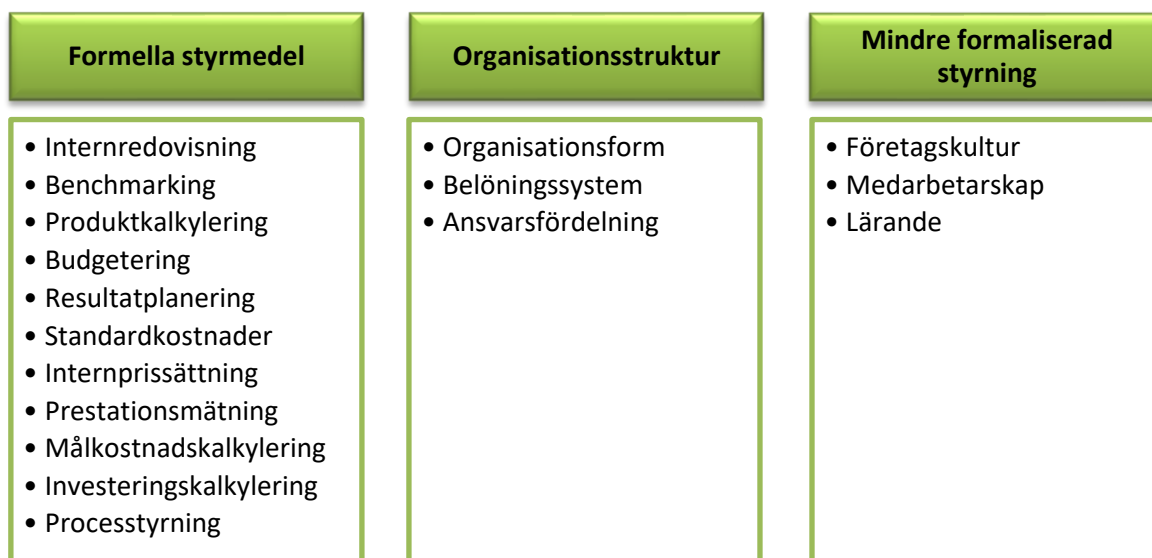 Formella styrmedel
• Internredovisning
• Benchmarking
• Produktkalkylering
• Budgetering
• Resultatplanering
• Standardkostnader
• Internprissättning
• Prestationsmätning
• Målkostnadskalkylering
• Investeringskalkylering
• Processtyrning
Organisationsstruktur
• Organisationsform
• Belöningssystem
• Ansvarsfördelning
Mindre formaliserad
styrning
• Företagskultur
• Medarbetarskap
• Lärande